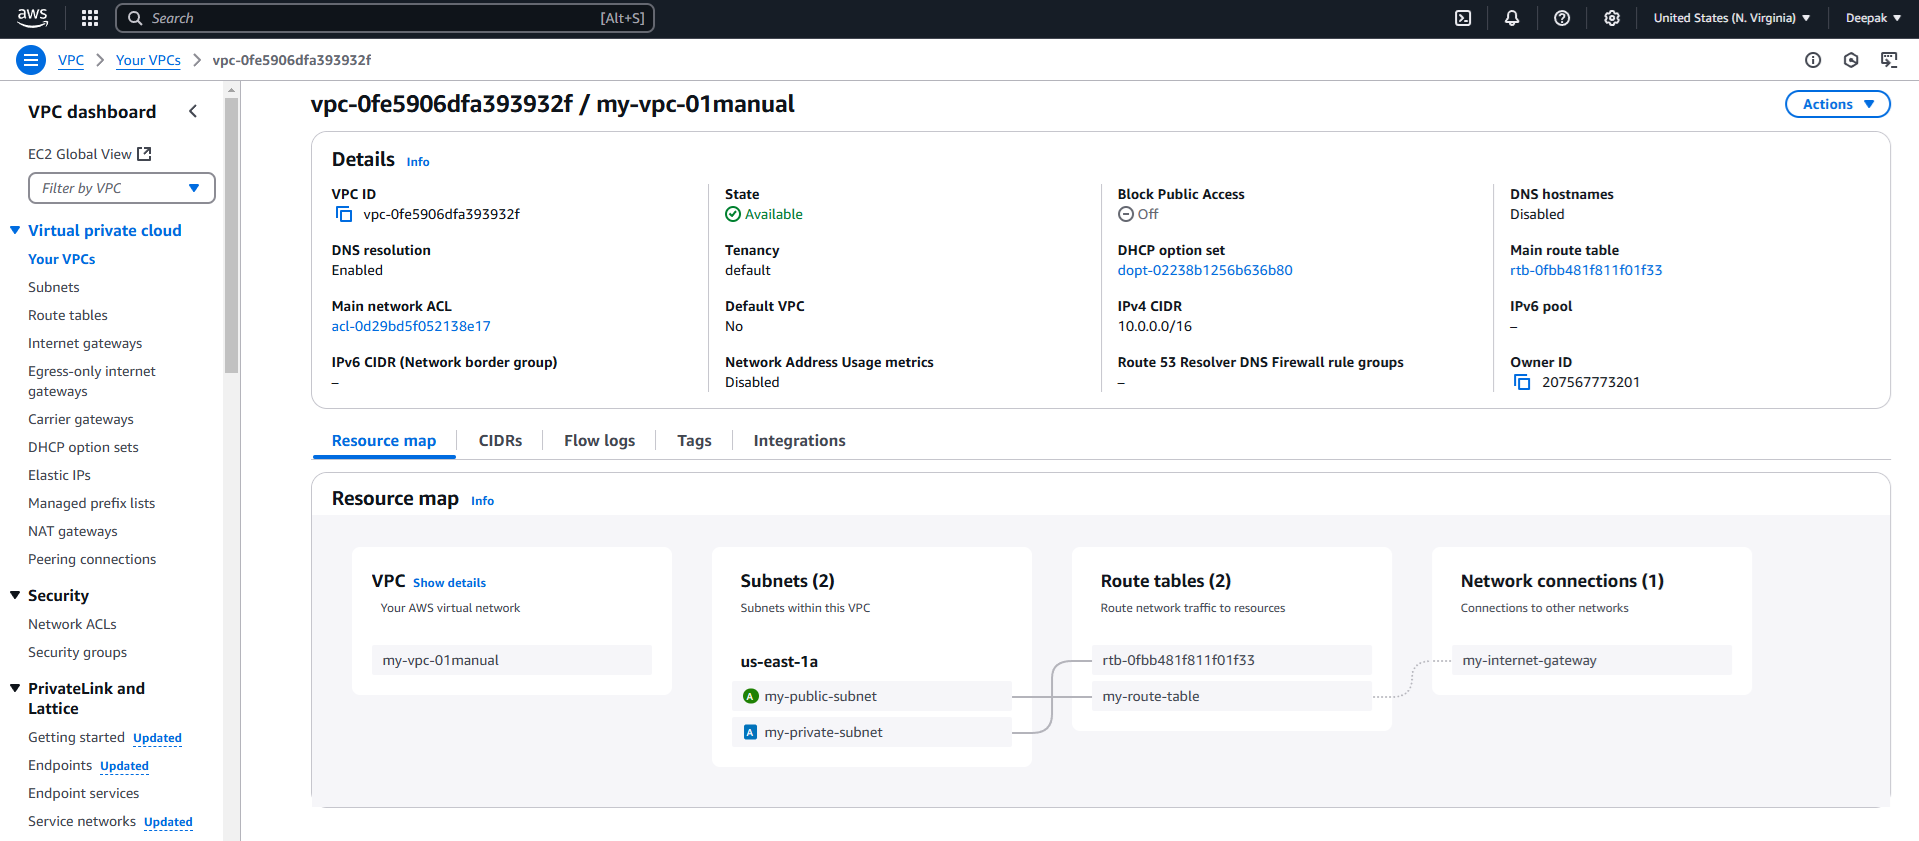 aws
Search [Alt+S]
United States (N. Virginia)
Deepak
VPC
Your VPCs
vpc-0fe5906dfa393932f
VPC dashboard
EC2 Global View
Filter by VPC
Virtual private cloud
Your VPCs
Subnets
Route tables
Internet gateways
Egress-only internet
gateways
Carrier gateways
DHCP option sets
Elastic IPs
Managed prefix lists
NAT gateways
Peering connections
Security
Network ACLs
Security groups
PrivateLink and
Lattice
Getting started Updated
Endpoints Updated
Endpoint services
Service networks Updated
vpc-0fe5906dfa393932f / my-vpc-01manual
Actions
Details Info
VPC ID
vpc-0fe5906dfa393932f
State
Available
Block Public Access
Off
DNS hostnames
Disabled
DNS resolution
Enabled
Tenancy
default
DHCP option set
dopt-02238b1256b636b80
Main route table
rtb-0fbb481f811f01f33
Main network ACL
acl-0d29bd5f052138e17
Default VPC
No
IPv4 CIDR
10.0.0.0/16
IPv6 pool
–
IPv6 CIDR (Network border group)
–
Network Address Usage metrics
Disabled
Route 53 Resolver DNS Firewall rule groups
–
Owner ID
207567773201
Resource map
CIDRs
Flow logs
Tags
Integrations
Resource map Info
VPC Show details
Your AWS virtual network
my-vpc-01manual
Subnets (2)
Subnets within this VPC
us-east-1a
A my-public-subnet
A my-private-subnet
Route tables (2)
Route network traffic to resources
rtb-0fbb481f811f01f33
my-route-table
Network connections (1)
Connections to other networks
my-internet-gateway